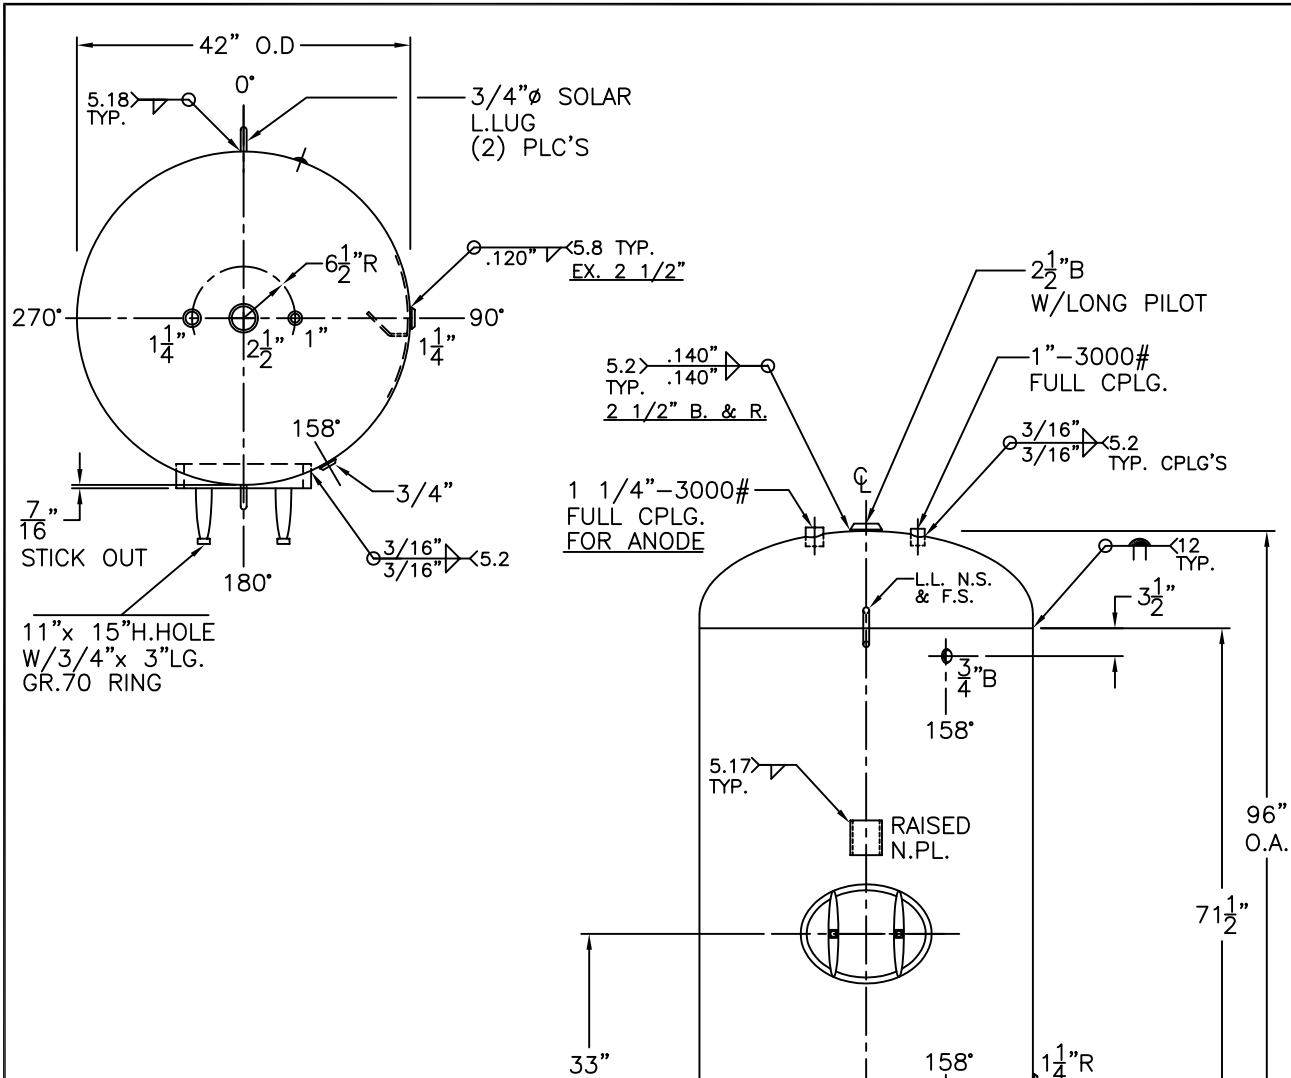 42" O.D
0°
5.18
TYP.
3/4"ø SOLAR
L.LUG
(2) PLC'S
6 1/2"R
.120"
5.8 TYP.
EX. 2 1/2"
270°
90°
1 1/4"
2 1/2"
1"
1 1/4"
158°
3/4"
7/16"
STICK OUT
3/16"
3/16"
5.2
180°
11"x 15"H.HOLE
W/3/4"x 3"LG.
GR.70 RING
2 1/2"B
W/LONG PILOT
5.2
TYP.
.140"
.140"
2 1/2" B. & R.
1"-3000#
FULL CPLG.
3/16"
3/16"
5.2
TYP. CPLG'S
℄
1 1/4"-3000#
FULL CPLG.
FOR ANODE
12
TYP.
L.L. N.S.
& F.S.
3 1/2"
3/4"B
158°
5.17
TYP.
RAISED
N.PL.
96"
O.A.
71 1/2"
33"
158°
1 1/4"R